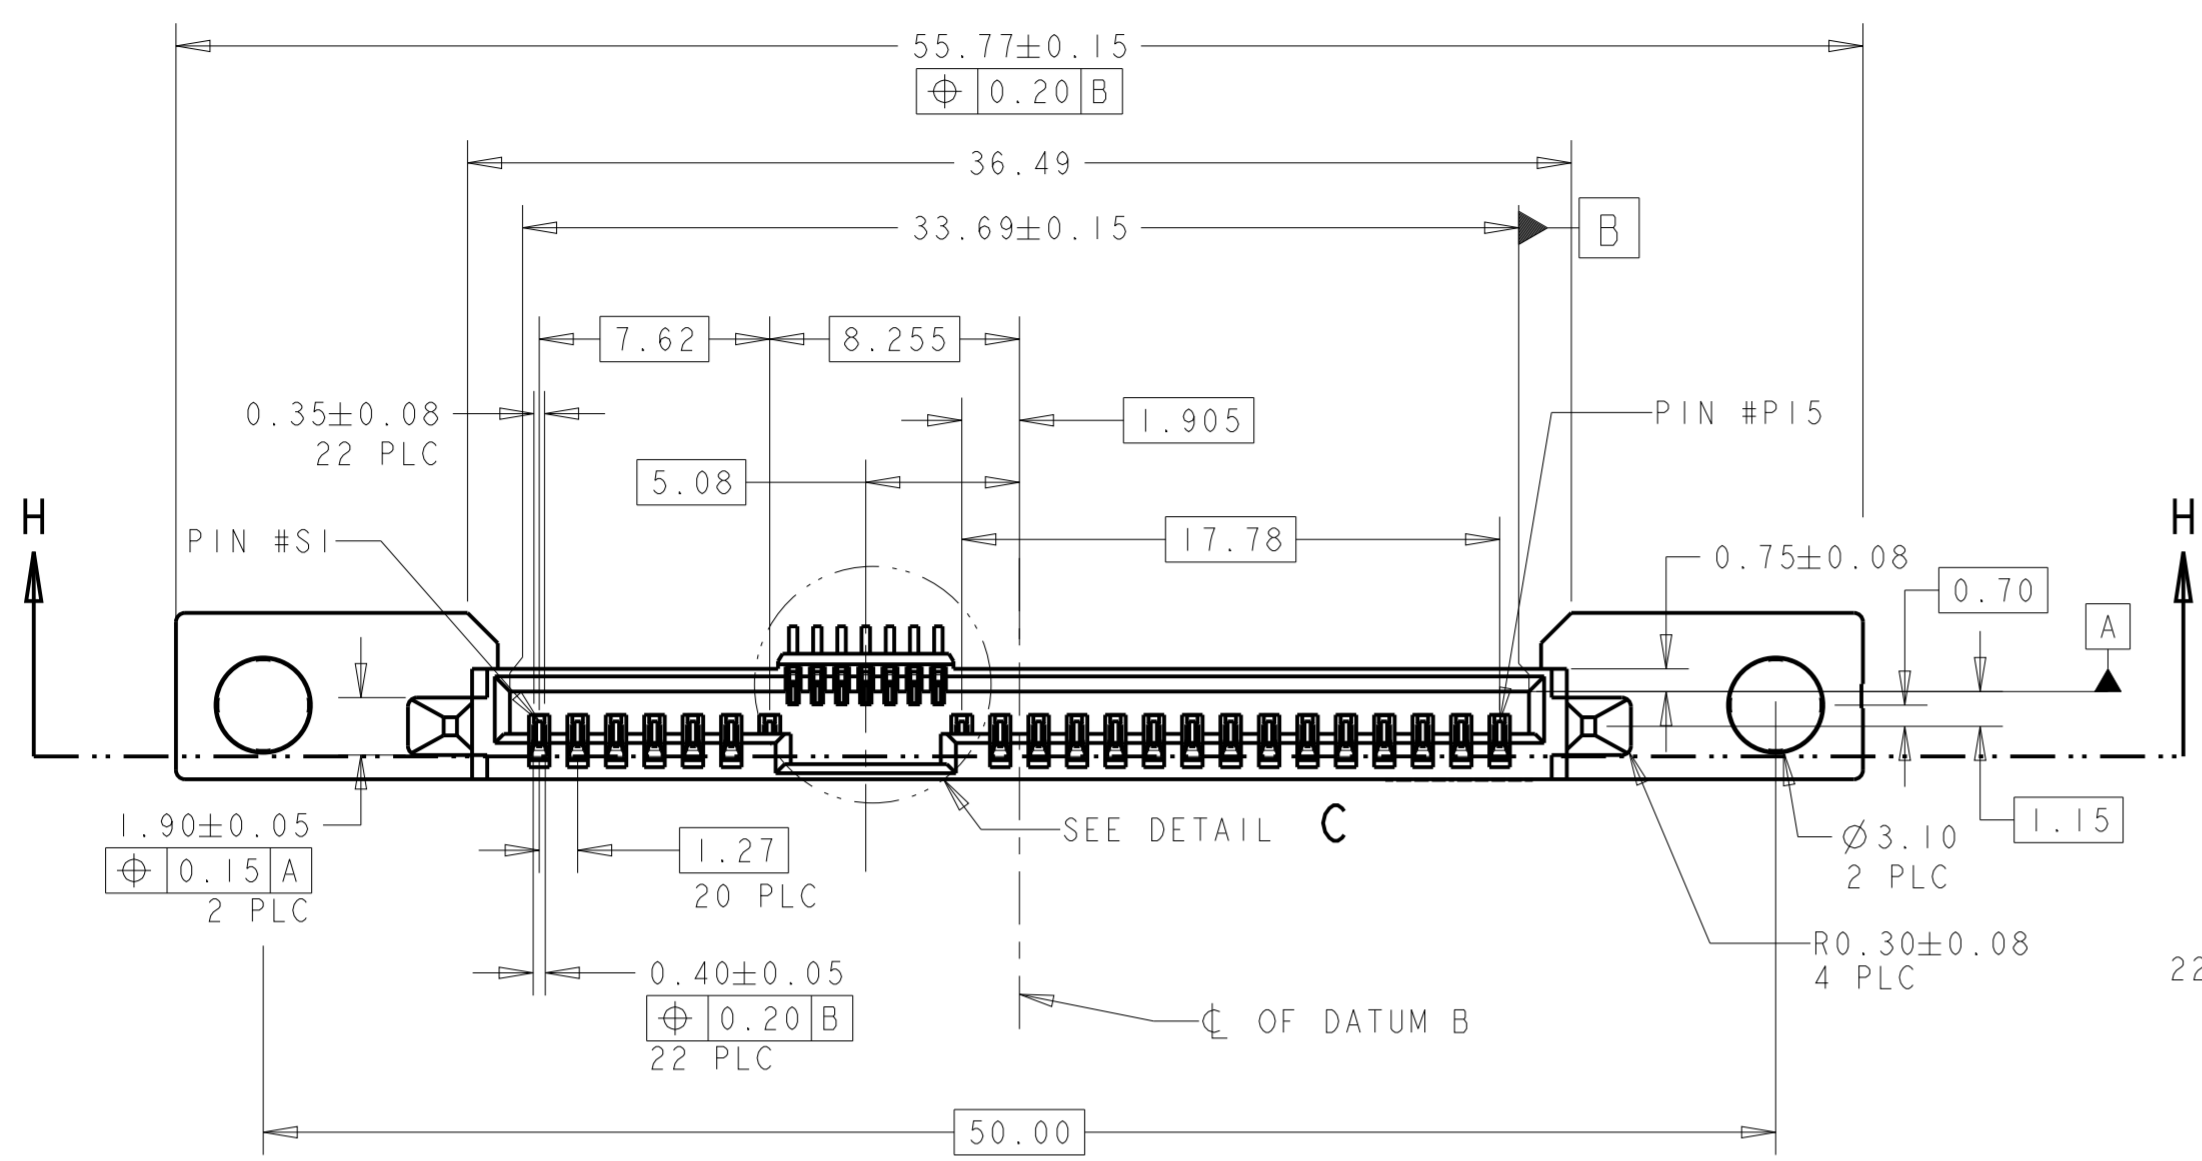 55.77±0.15
⌖ 0.20 B
36.49
33.69±0.15
B
7.62
8.255
0.35±0.08
22 PLC
1.905
PIN #P15
5.08
H
H
17.78
PIN #S1
0.75±0.08
0.70
A
1.90±0.05
⌖ 0.15 A
2 PLC
1.27
20 PLC
SEE DETAIL C
1.15
Ø3.10
2 PLC
R0.30±0.08
4 PLC
22
0.40±0.05
⌖ 0.20 B
22 PLC
℄ OF DATUM B
50.00